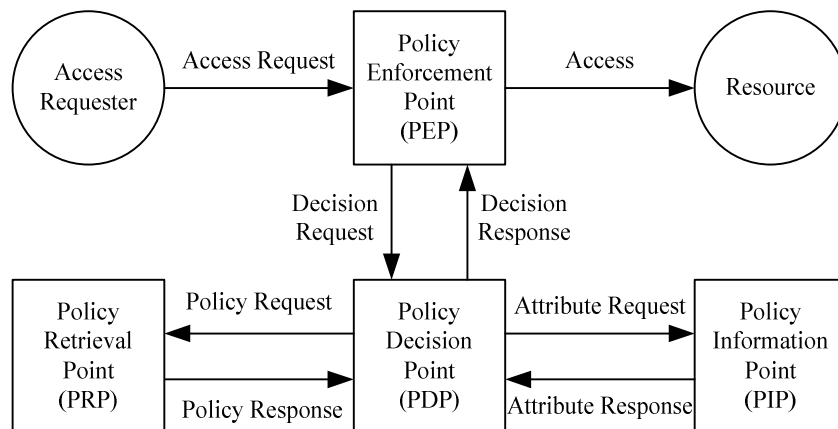 Access
Requester
Access Request
Policy
Enforcement
Point
(PEP)
Access
Resource
Decision
Request
Decision
Response
Policy
Retrieval
Point
(PRP)
Policy Request
Policy Response
Policy
Decision
Point
(PDP)
Attribute Request
Attribute Response
Policy
Information
Point
(PIP)